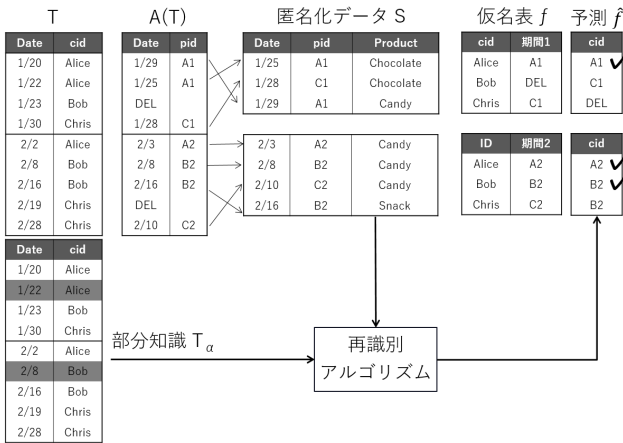 T
Date cid
1/20 Alice
1/22 Alice
1/23 Bob
1/30 Chris
2/2 Alice
2/8 Bob
2/16 Bob
2/19 Chris
2/28 Chris
A(T)
Date pid
1/29 A1
1/25 A1
DEL
1/28 C1
2/3 A2
2/8 B2
2/16 B2
DEL
2/10 C2
匿名化データ S
Date pid Product
1/25 A1 Chocolate
1/28 C1 Chocolate
1/29 A1 Candy
2/3 A2 Candy
2/8 B2 Candy
2/10 C2 Candy
2/16 B2 Snack
仮名表 f
cid 期間1
Alice A1
Bob DEL
Chris C1
ID 期間2
Alice A2
Bob B2
Chris C2
予測 f̂
cid
A1 ✔
C1
DEL
cid
A2 ✔
B2 ✔
B2
Date cid
1/20 Alice
1/22 Alice
1/23 Bob
1/30 Chris
2/2 Alice
2/8 Bob
2/16 Bob
2/19 Chris
2/28 Chris
部分知識 Tα
再識別
アルゴリズム